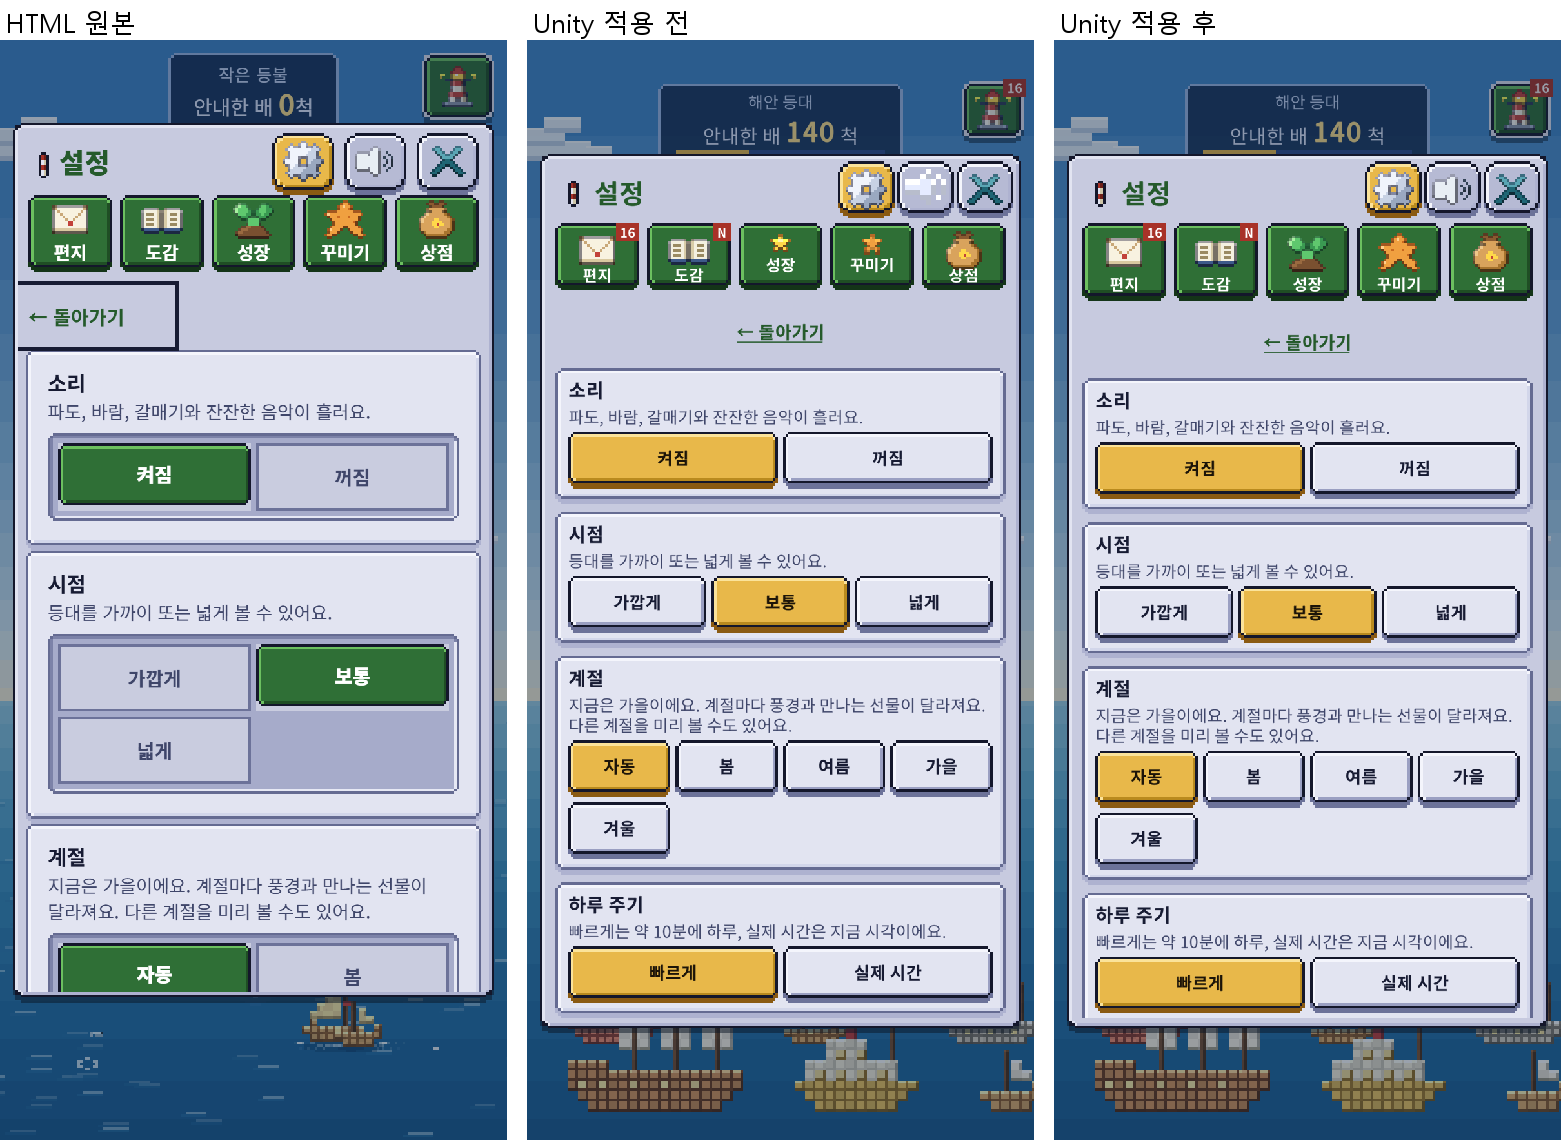 HTML 원본
작은 등불
안내한 배 0척
설정
편지
도감
성장
꾸미기
상점
← 돌아가기
소리
파도, 바람, 갈매기와 잔잔한 음악이 흘러요.
켜짐
꺼짐
시점
등대를 가까이 또는 넓게 볼 수 있어요.
가깝게
보통
넓게
계절
지금은 가을이에요. 계절마다 풍경과 만나는 선물이
달라져요. 다른 계절을 미리 볼 수도 있어요.
자동
봄
Unity 적용 전
해안 등대
안내한 배 140 척
16
설정
16
N
편지
도감
성장
꾸미기
상점
← 돌아가기
소리
파도, 바람, 갈매기와 잔잔한 음악이 흘러요.
켜짐
꺼짐
시점
등대를 가까이 또는 넓게 볼 수 있어요.
가깝게
보통
넓게
계절
지금은 가을이에요. 계절마다 풍경과 만나는 선물이 달라져요.
다른 계절을 미리 볼 수도 있어요.
자동
봄
여름
가을
겨울
하루 주기
빠르게는 약 10분에 하루, 실제 시간은 지금 시각이에요.
빠르게
실제 시간
Unity 적용 후
해안 등대
안내한 배 140 척
16
설정
16
N
편지
도감
성장
꾸미기
상점
← 돌아가기
소리
파도, 바람, 갈매기와 잔잔한 음악이 흘러요.
켜짐
꺼짐
시점
등대를 가까이 또는 넓게 볼 수 있어요.
가깝게
보통
넓게
계절
지금은 가을이에요. 계절마다 풍경과 만나는 선물이 달라져요.
다른 계절을 미리 볼 수도 있어요.
자동
봄
여름
가을
겨울
하루 주기
빠르게는 약 10분에 하루, 실제 시간은 지금 시각이에요.
빠르게
실제 시간